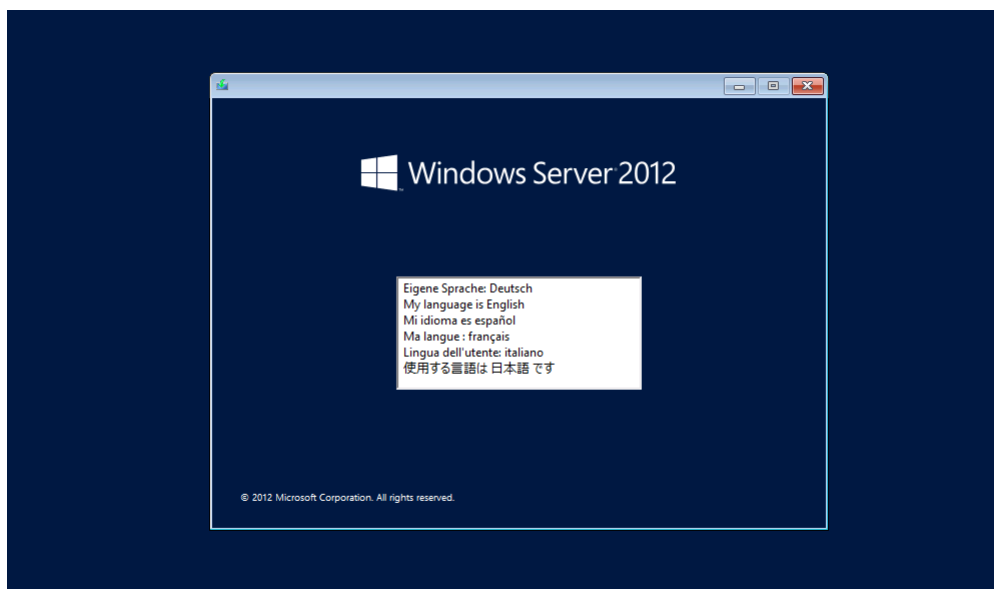 Windows Server 2012
Eigene Sprache: Deutsch
My language is English
Mi idioma es español
Ma langue : français
Lingua dell'utente: italiano
使用する言語は 日本語 です
© 2012 Microsoft Corporation. All rights reserved.